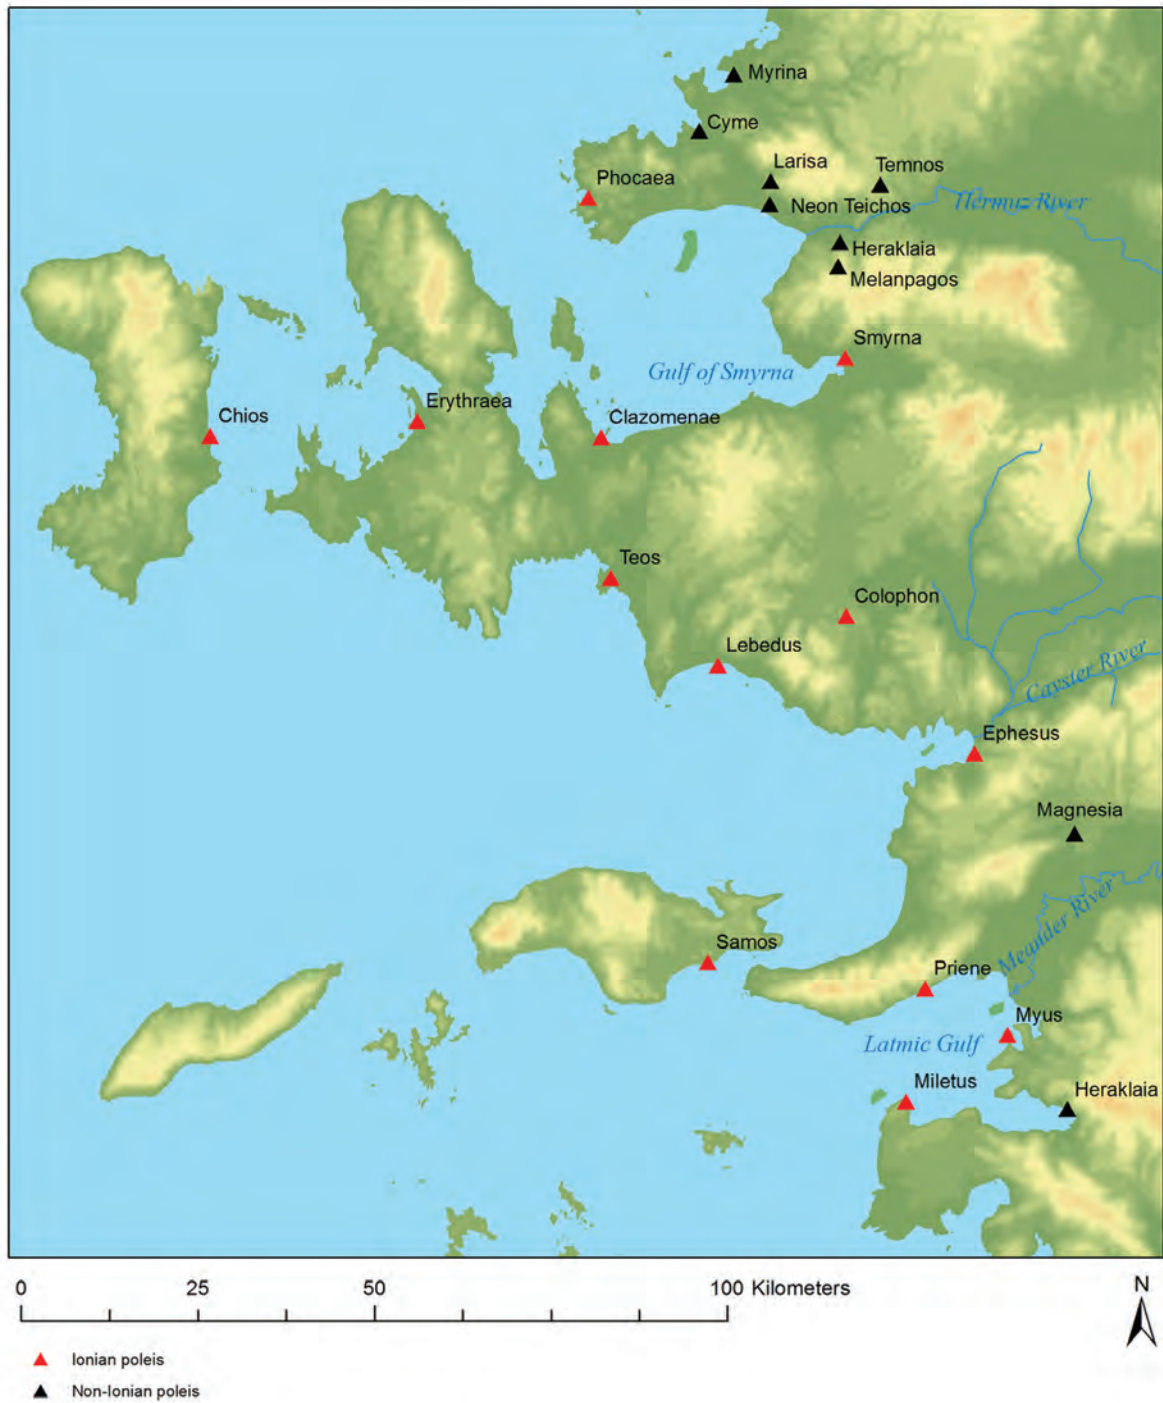 Myrina
Cyme
Larisa
Temnos
Phocaea
Neon Teichos
Hermuz River
Heraklaia
Melanpagos
Smyrna
Gulf of Smyrna
Erythraea
Chios
Clazomenae
Teos
Colophon
Lebedus
Cayster River
Ephesus
Magnesia
Meander River
Samos
Priene
Myus
Latmic Gulf
Miletus
Heraklaia
0 25 50 100 Kilometers
N
Ionian poleis
Non-Ionian poleis